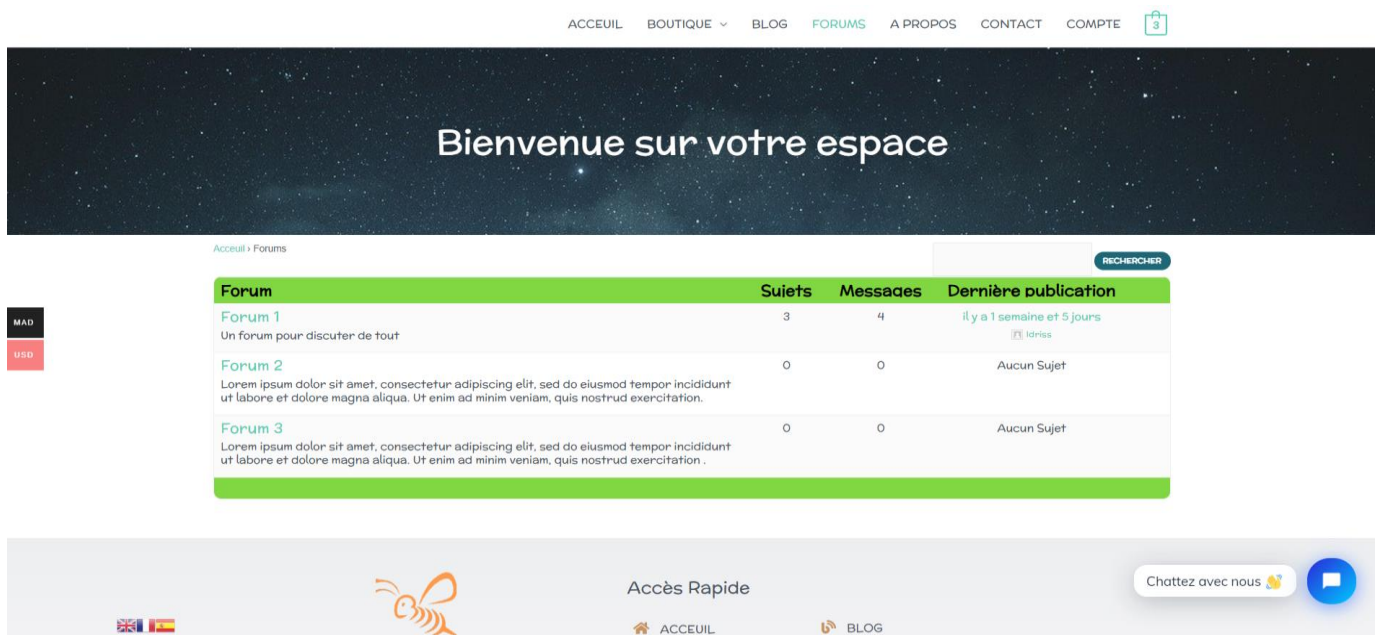 ACCEUIL BOUTIQUE BLOG FORUMS A PROPOS CONTACT COMPTE 3
Bienvenue sur votre espace
Acceuil › Forums
RECHERCHER
Forum Sujets Messages Dernière publication
Forum 1 3 4 il y a 1 semaine et 5 jours
Un forum pour discuter de tout Idriss
MAD
USD
Forum 2 0 0 Aucun Sujet
Lorem ipsum dolor sit amet, consectetur adipiscing elit, sed do eiusmod tempor incididunt
ut labore et dolore magna aliqua. Ut enim ad minim veniam, quis nostrud exercitation.
Forum 3 0 0 Aucun Sujet
Lorem ipsum dolor sit amet, consectetur adipiscing elit, sed do eiusmod tempor incididunt
ut labore et dolore magna aliqua. Ut enim ad minim veniam, quis nostrud exercitation .
Accès Rapide
Chattez avec nous 👋
ACCEUIL BLOG